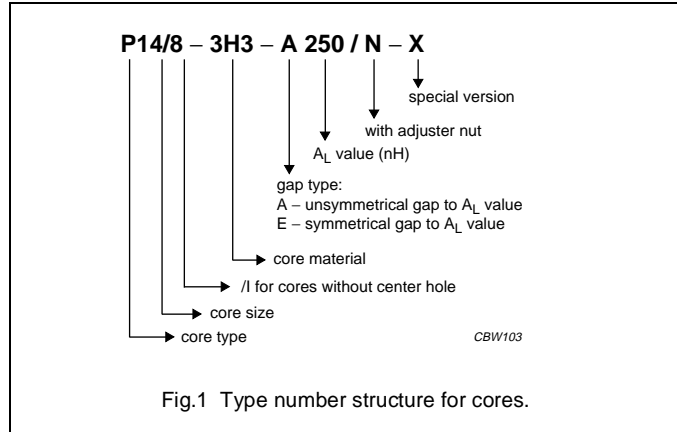 P14/8 – 3H3 – A 250 / N – X
special version
with adjuster nut
AL value (nH)
gap type:
A – unsymmetrical gap to AL value
E – symmetrical gap to AL value
core material
/I for cores without center hole
core size
core type
CBW103
Fig.1 Type number structure for cores.